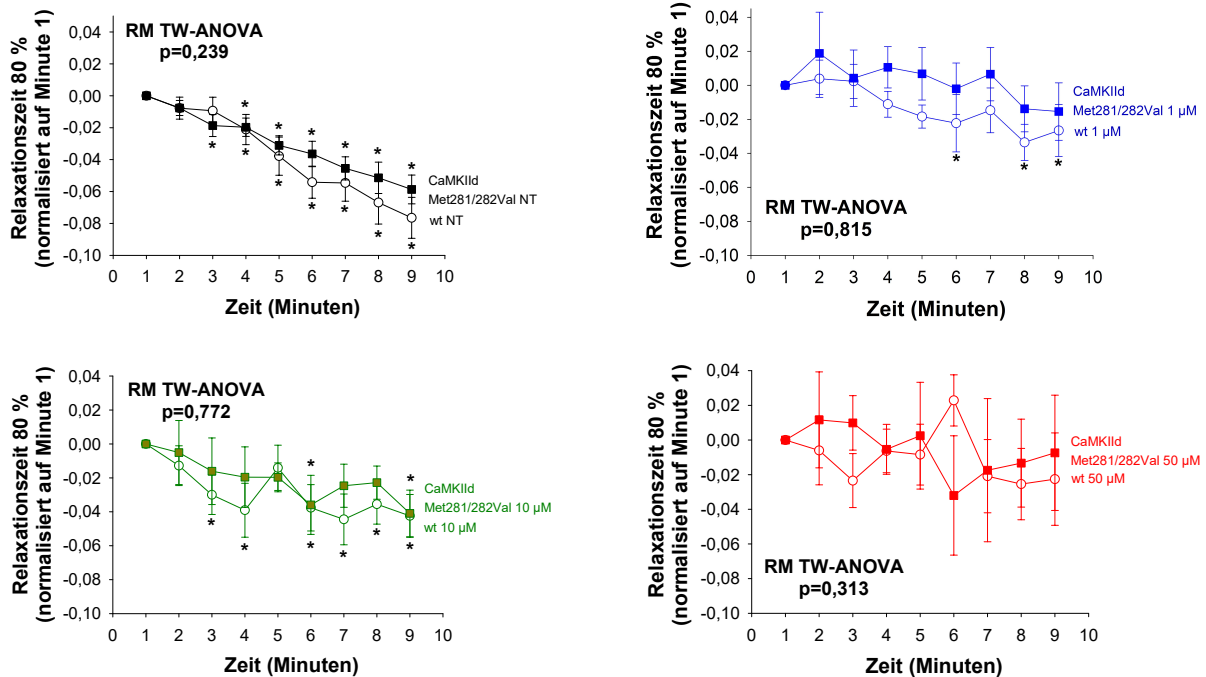 Relaxationszeit 80 %
(normalisiert auf Minute 1)
0,04
0,02
0,00
-0,02
-0,04
-0,06
-0,08
-0,10
RM TW-ANOVA
p=0,239
*
*
*
*
*
*
*
*
*
*
*
*
*
CaMKIId
Met281/282Val NT
wt NT
0 1 2 3 4 5 6 7 8 9 10
Zeit (Minuten)
Relaxationszeit 80 %
(normalisiert auf Minute 1)
0,04
0,02
0,00
-0,02
-0,04
-0,06
-0,08
-0,10
CaMKIId
Met281/282Val 1 µM
wt 1 µM
* * *
RM TW-ANOVA
p=0,815
0 1 2 3 4 5 6 7 8 9 10
Zeit (Minuten)
Relaxationszeit 80 %
(normalisiert auf Minute 1)
0,04
0,02
0,00
-0,02
-0,04
-0,06
-0,08
-0,10
RM TW-ANOVA
p=0,772
* *
CaMKIId
Met281/282Val 10 µM
wt 10 µM
* * * * * *
0 1 2 3 4 5 6 7 8 9 10
Zeit (Minuten)
Relaxationszeit 80 %
(normalisiert auf Minute 1)
0,04
0,02
0,00
-0,02
-0,04
-0,06
-0,08
-0,10
CaMKIId
Met281/282Val 50 µM
wt 50 µM
RM TW-ANOVA
p=0,313
0 1 2 3 4 5 6 7 8 9 10
Zeit (Minuten)